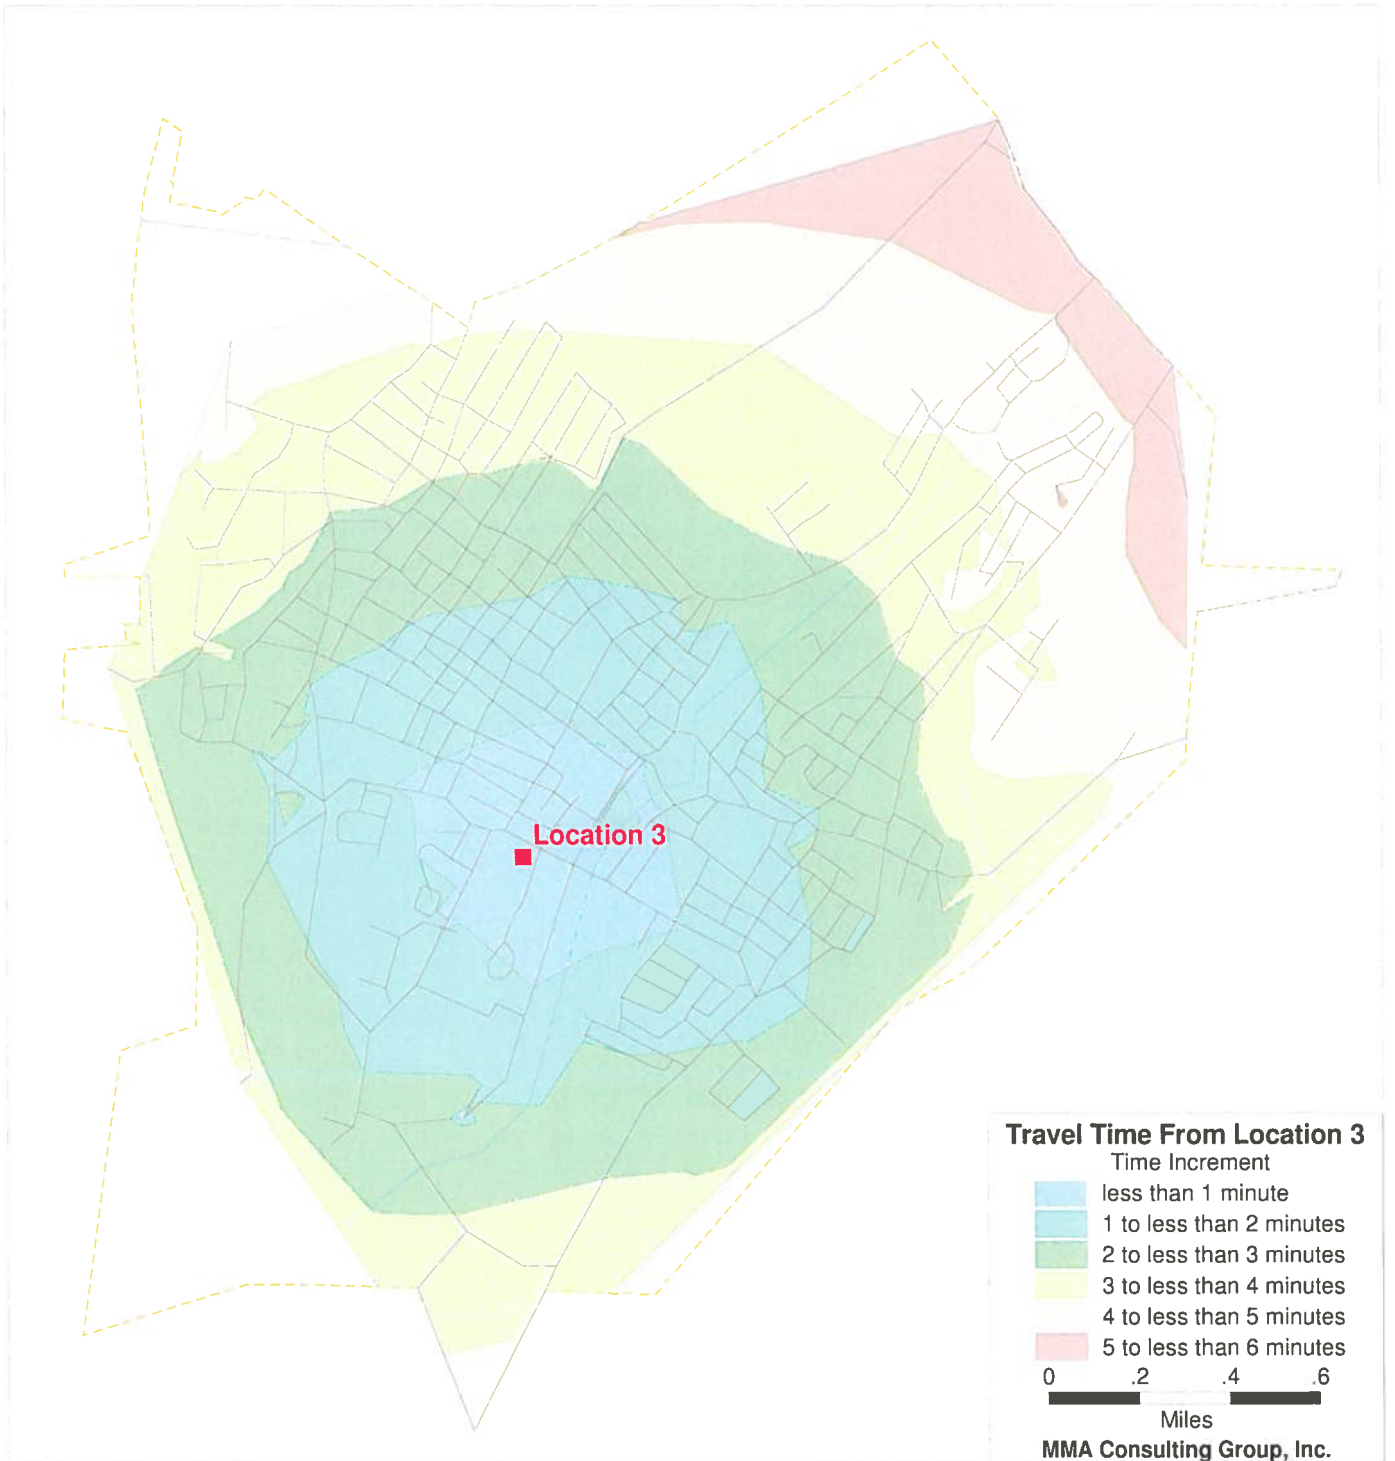 Location 3
Travel Time From Location 3
Time Increment
less than 1 minute
1 to less than 2 minutes
2 to less than 3 minutes
3 to less than 4 minutes
4 to less than 5 minutes
5 to less than 6 minutes
0 .2 .4 .6
Miles
MMA Consulting Group, Inc.